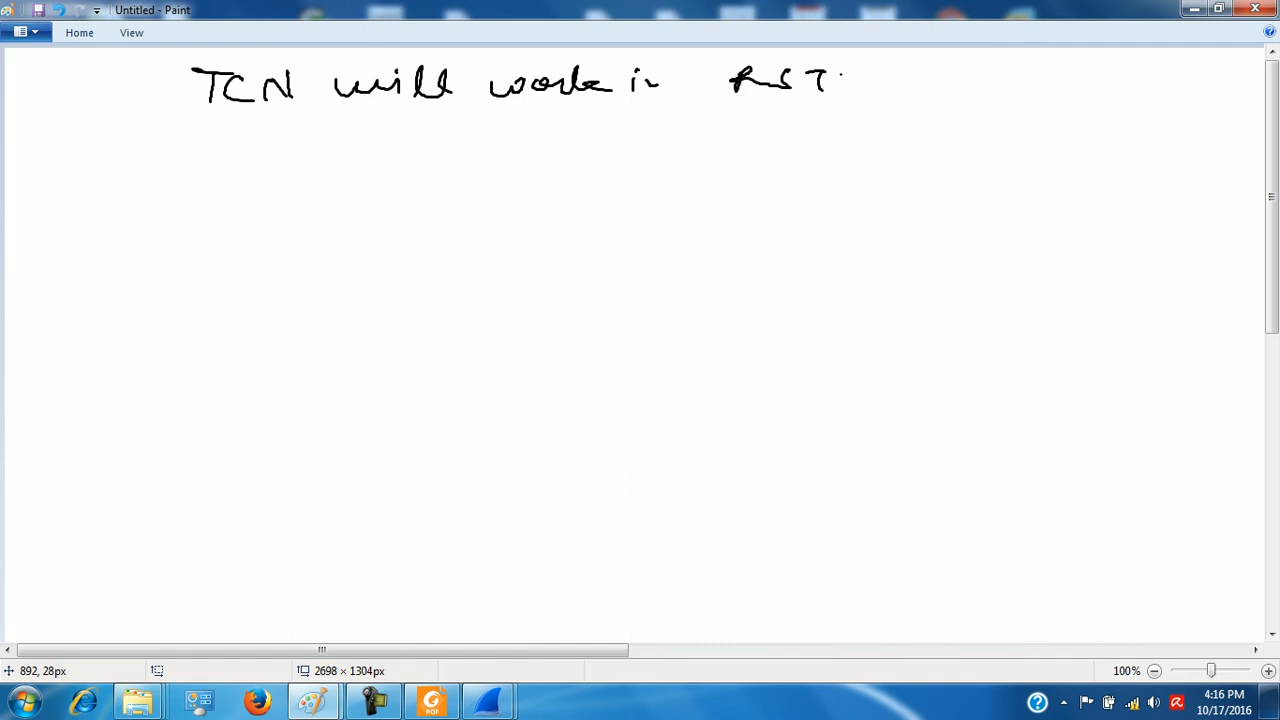 Untitled - Paint
Home View
TCN will work in RST
892, 28px 2698 × 1304px 100%
PDF
4:16 PM
10/17/2016